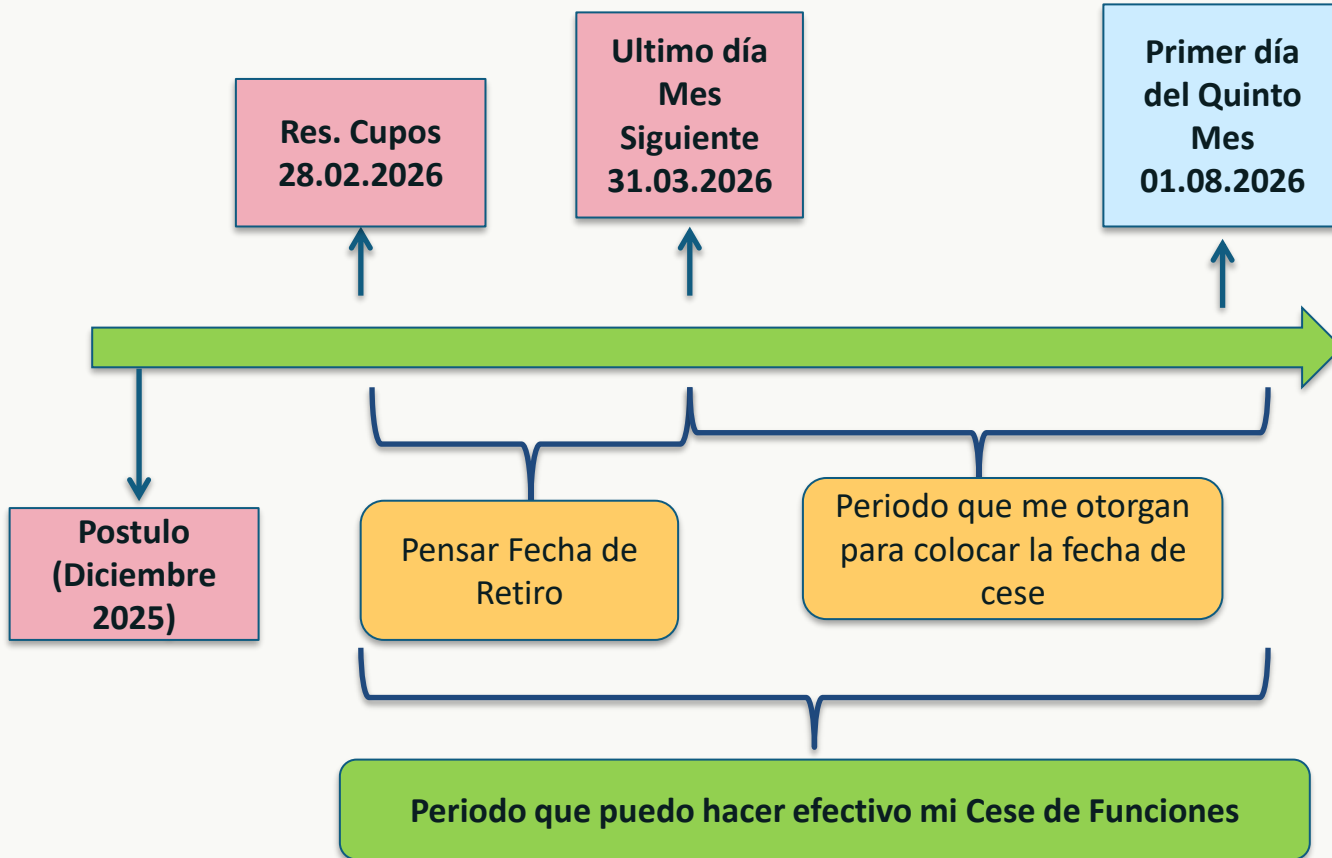 Res. Cupos
28.02.2026
Ultimo día
Mes
Siguiente
31.03.2026
Primer día
del Quinto
Mes
01.08.2026
Postulo
(Diciembre
2025)
Pensar Fecha de
Retiro
Periodo que me otorgan
para colocar la fecha de
cese
Periodo que puedo hacer efectivo mi Cese de Funciones